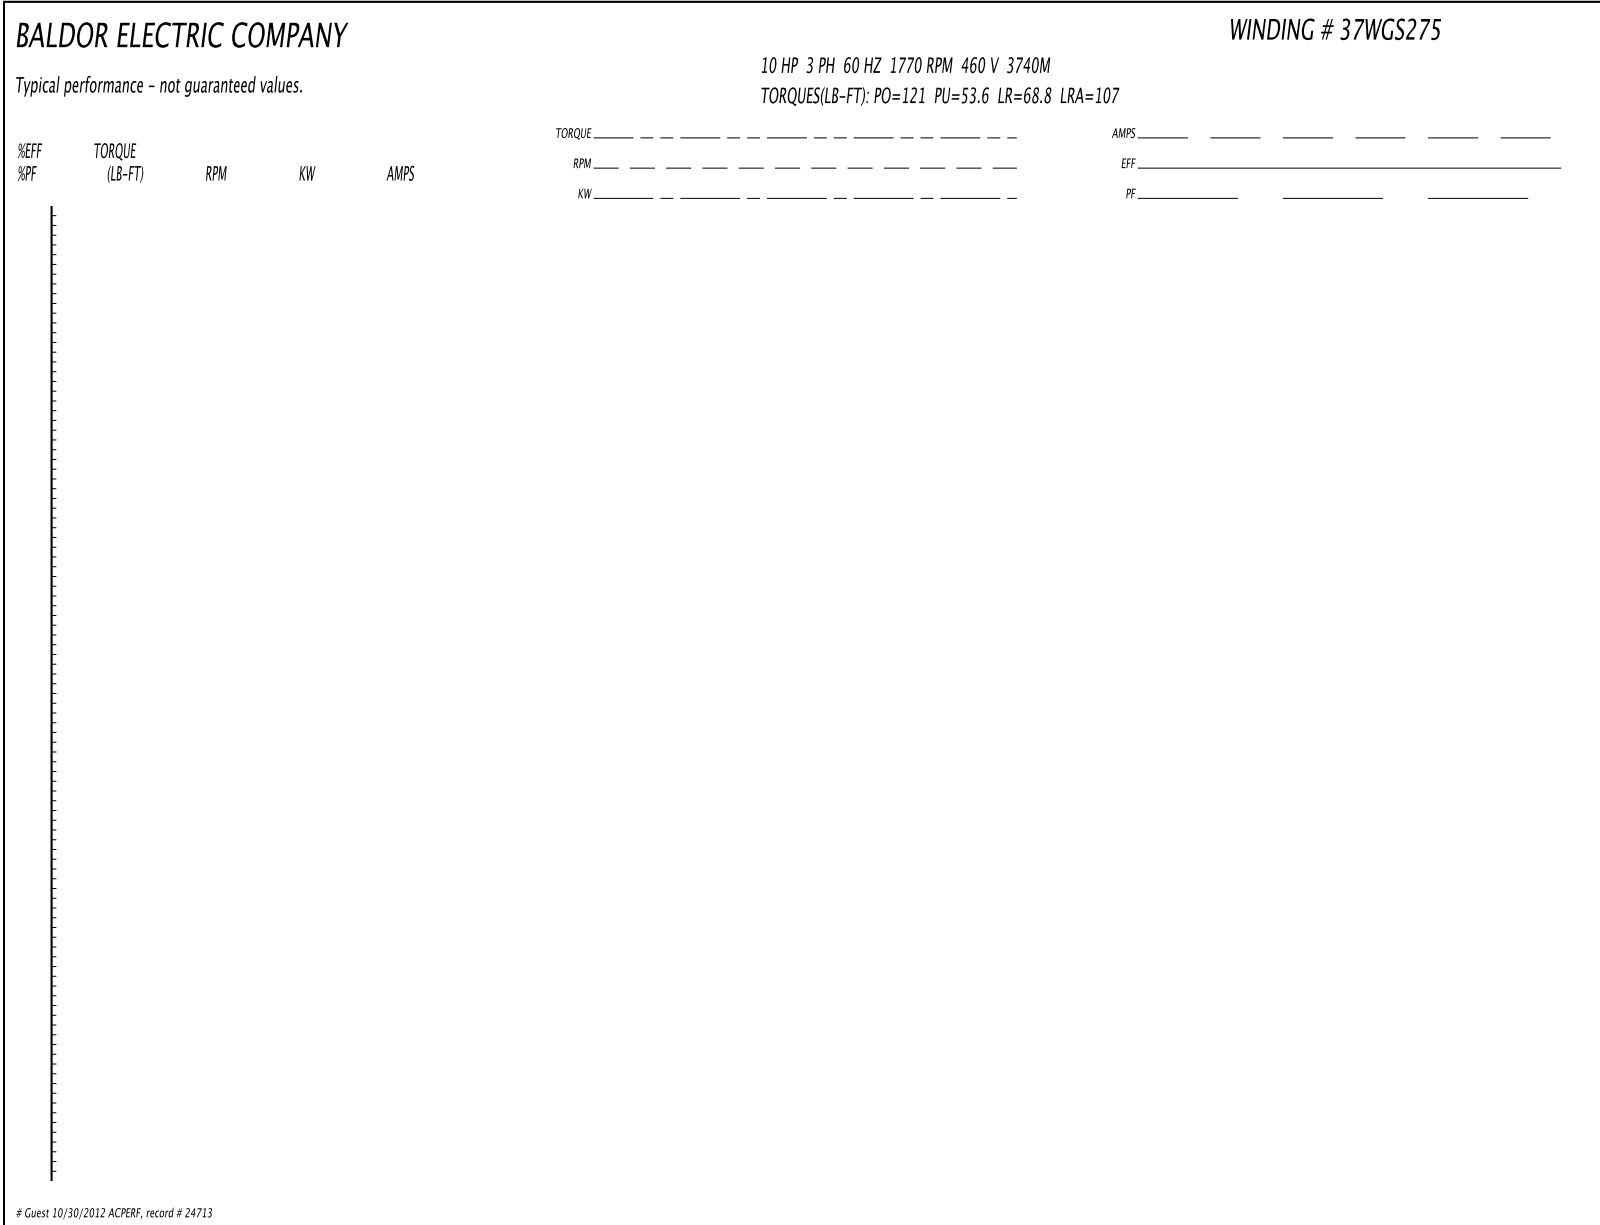 BALDOR ELECTRIC COMPANY
WINDING # 37WGS275
Typical performance – not guaranteed values.
10 HP 3 PH 60 HZ 1770 RPM 460 V 3740M
TORQUES(LB–FT): PO=121 PU=53.6 LR=68.8 LRA=107
%EFF TORQUE
%PF (LB–FT) RPM KW AMPS
TORQUE
RPM
KW
AMPS
EFF
PF
# Guest 10/30/2012 ACPERF, record # 24713